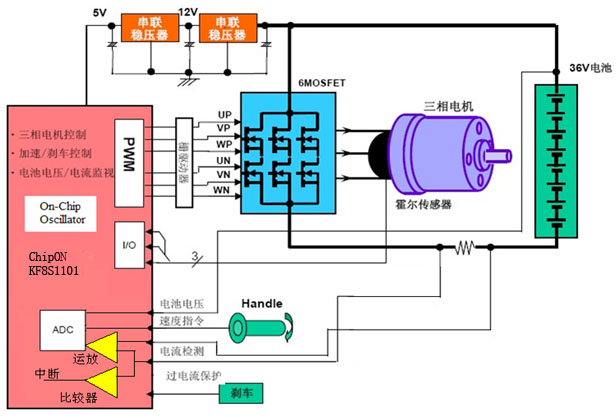 5V
串联
稳压器
12V
串联
稳压器
36V电池
6MOSFET
三相电机
UP
VP
WP
UN
VN
WN
· 三相电机控制
· 加速/刹车控制
· 电池电压/电流监视
PWM
栅驱动器
On-Chip
Oscillator
I/O
3
霍尔传感器
ChipON
KF8S1101
电池电压
速度指令
Handle
ADC
运放
电流检测
中断
比较器
过电流保护
刹车